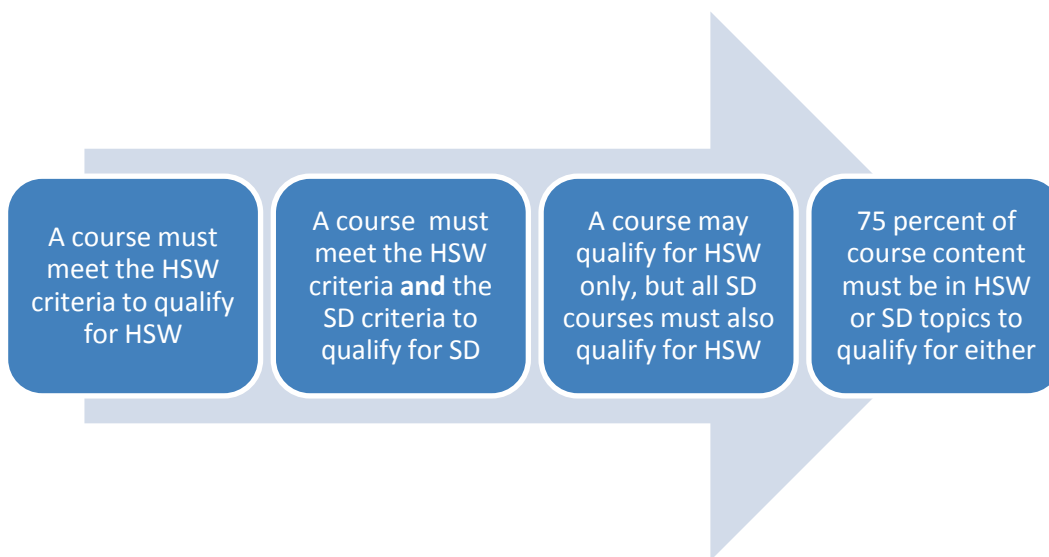 A course must
meet the HSW
criteria to qualify
for HSW
A course must
meet the HSW
criteria and the
SD criteria to
qualify for SD
A course may
qualify for HSW
only, but all SD
courses must also
qualify for HSW
75 percent of
course content
must be in HSW
or SD topics to
qualify for either